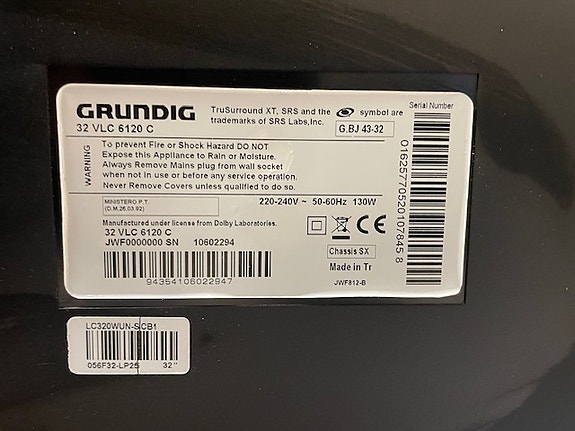 GRUNDIG
32 VLC 6120 C
TruSurround XT, SRS and the symbol are
trademarks of SRS Labs,Inc.
G.BJ 43-32
Serial Number
01625770520107845 8
WARNING
To prevent Fire or Shock Hazard DO NOT
Expose this Appliance to Rain or Moisture.
Always Remove Mains plug from wall socket
when not in use or before any service operation.
Never Remove Covers unless qualified to do so.
MINISTERO P.T.
(D.M.26.03.92)
220-240V ~ 50-60Hz 130W
Manufactured under license from Dolby Laboratories.
32 VLC 6120 C
JWF0000000 SN 10602294
94354106022947
CE
Chassis SX
Made in Tr
JWF812-B
LC320WUN-SCB1
056F32-LP25 32"